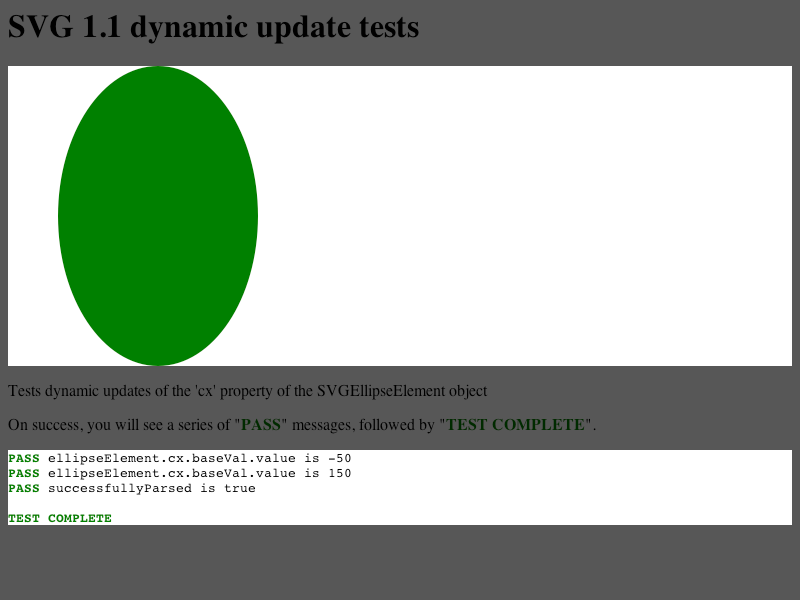 SVG 1.1 dynamic update tests
Tests dynamic updates of the 'cx' property of the SVGEllipseElement object
On success, you will see a series of "PASS" messages, followed by "TEST COMPLETE".
PASS ellipseElement.cx.baseVal.value is -50
PASS ellipseElement.cx.baseVal.value is 150
PASS successfullyParsed is true
TEST COMPLETE